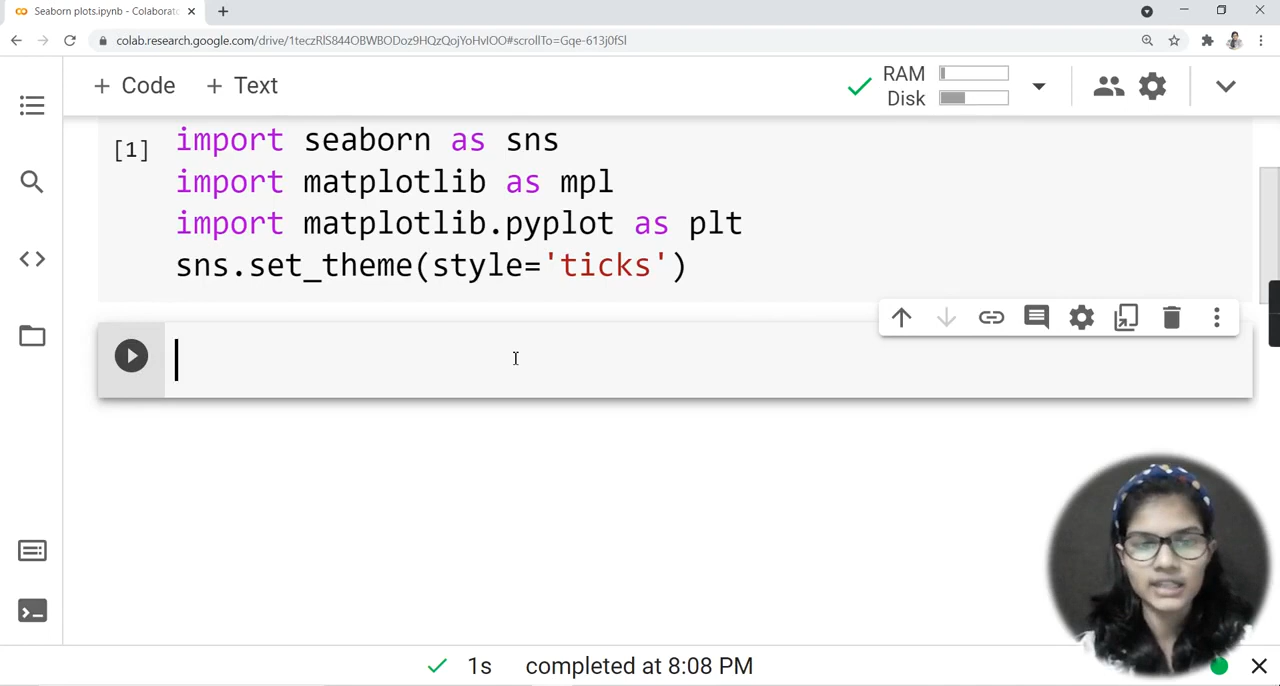 Seaborn plots.ipynb - Colaborato
colab.research.google.com/drive/1teczRlS844OBWBODoz9HQzQojYoHvIOO#scrollTo=Gqe-613j0fSl
+ Code + Text
RAM
Disk
[1] import seaborn as sns
import matplotlib as mpl
import matplotlib.pyplot as plt
sns.set_theme(style='ticks')
1s completed at 8:08 PM